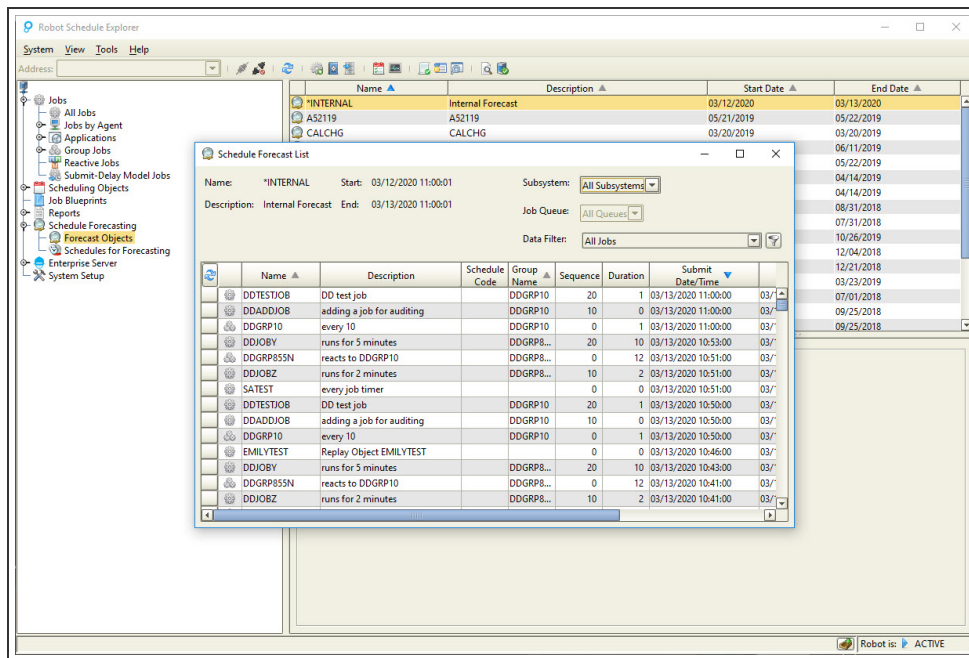 Robot Schedule Explorer
System View Tools Help
Address:
Jobs
All Jobs
Jobs by Agent
Applications
Group Jobs
Reactive Jobs
Submit-Delay Model Jobs
Scheduling Objects
Job Blueprints
Reports
Schedule Forecasting
Forecast Objects
Schedules for Forecasting
Enterprise Server
System Setup
Name Description Start Date End Date
*INTERNAL Internal Forecast 03/12/2020 03/13/2020
A52119 A52119 05/21/2019 05/22/2019
CALCHG CALCHG 03/20/2019 03/20/2019
06/11/2019
05/22/2019
04/14/2019
04/14/2019
08/31/2018
07/31/2018
10/26/2019
12/04/2018
12/21/2018
03/23/2019
07/01/2018
09/25/2018
09/25/2018
Schedule Forecast List
Name: *INTERNAL Start: 03/12/2020 11:00:01 Subsystem: All Subsystems
Description: Internal Forecast End: 03/13/2020 11:00:01
Job Queue: All Queues
Data Filter: All Jobs
Name Description Schedule Code Group Name Sequence Duration Submit Date/Time
DDTESTJOB DD test job DDGRP10 20 1 03/13/2020 11:00:00 03/
DDADDJOB adding a job for auditing DDGRP10 10 0 03/13/2020 11:00:00 03/
DDGRP10 every 10 DDGRP10 0 1 03/13/2020 11:00:00 03/
DDJOBY runs for 5 minutes DDGRP8... 20 10 03/13/2020 10:53:00 03/
DDGRP855N reacts to DDGRP10 DDGRP8... 0 12 03/13/2020 10:51:00 03/
DDJOBZ runs for 2 minutes DDGRP8... 10 2 03/13/2020 10:51:00 03/
SATEST every job timer 0 0 03/13/2020 10:51:00 03/
DDTESTJOB DD test job DDGRP10 20 1 03/13/2020 10:50:00 03/
DDADDJOB adding a job for auditing DDGRP10 10 0 03/13/2020 10:50:00 03/
DDGRP10 every 10 DDGRP10 0 1 03/13/2020 10:50:00 03/
EMILYTEST Replay Object EMILYTEST 0 0 03/13/2020 10:46:00 03/
DDJOBY runs for 5 minutes DDGRP8... 20 10 03/13/2020 10:43:00 03/
DDGRP855N reacts to DDGRP10 DDGRP8... 0 12 03/13/2020 10:41:00 03/
DDJOBZ runs for 2 minutes DDGRP8... 10 2 03/13/2020 10:41:00 03/
Robot is: ACTIVE